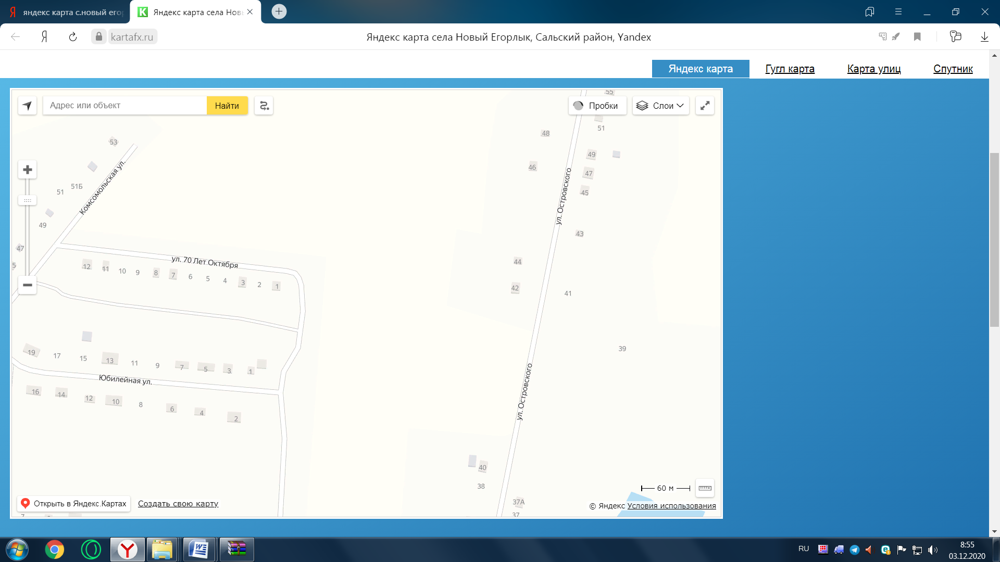 яндекс карта с.новый егор
Яндекс карта села Нов
kartafx.ru
Яндекс карта села Новый Егорлык, Сальский район, Yandex
Яндекс карта
Гугл карта
Карта улиц
Спутник
Адрес или объект
Найти
Пробки
Слои
55
51
48
49
46
47
45
ул. Островского
43
44
42
41
39
ул. Островского
40
38
37А
37
53
Комсомольская ул.
51Б
51
49
47
5
ул. 70 Лет Октября
12
11
10
9
8
7
6
5
4
3
2
1
19
17
15
13
11
9
7
5
3
1
Юбилейная ул.
16
14
12
10
8
6
4
2
60 м
Открыть в Яндекс.Картах
Создать свою карту
© Яндекс Условия использования
7
RU
8:55
03.12.2020